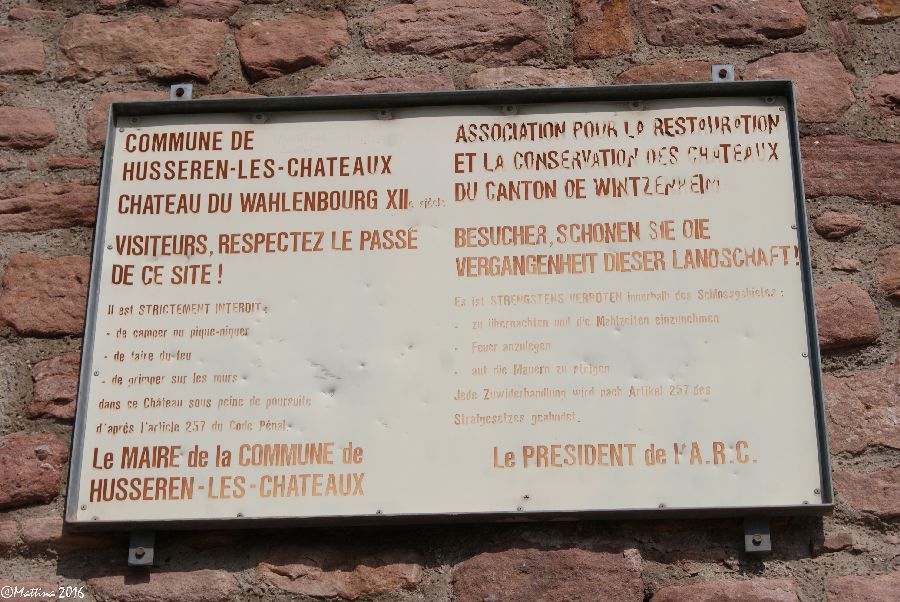 COMMUNE DE
HUSSEREN-LES-CHATEAUX
CHATEAU DU WAHLENBOURG XIIe siècle
VISITEURS, RESPECTEZ LE PASSE
DE CE SITE !
Il est STRICTEMENT INTERDIT:
- de camper ou pique-niquer
- de faire du feu
- de grimper sur les murs
dans ce Château sous peine de poursuite
d'après l'article 257 du Code Pénal.
Le MAIRE de la COMMUNE de
HUSSEREN-LES-CHATEAUX
ASSOCIATION POUR LA RESTAURATION
ET LA CONSERVATION DES CHATEAUX
DU CANTON DE WINTZENHEIM
BESUCHER, SCHONEN SIE DIE
VERGANGENHEIT DIESER LANDSCHAFT!
Es ist STRENGSTENS VERBOTEN innerhalb des Schlossgebietes:
- zu übernachten und die Mahlzeiten einzunehmen
- Feuer anzulegen
- auf die Mauern zu steigen
Jede Zuwiderhandlung wird nach Artikel 257 des
Strafgesetzes geahndet.
Le PRESIDENT de l'A.R.C.
©Mattina 2016